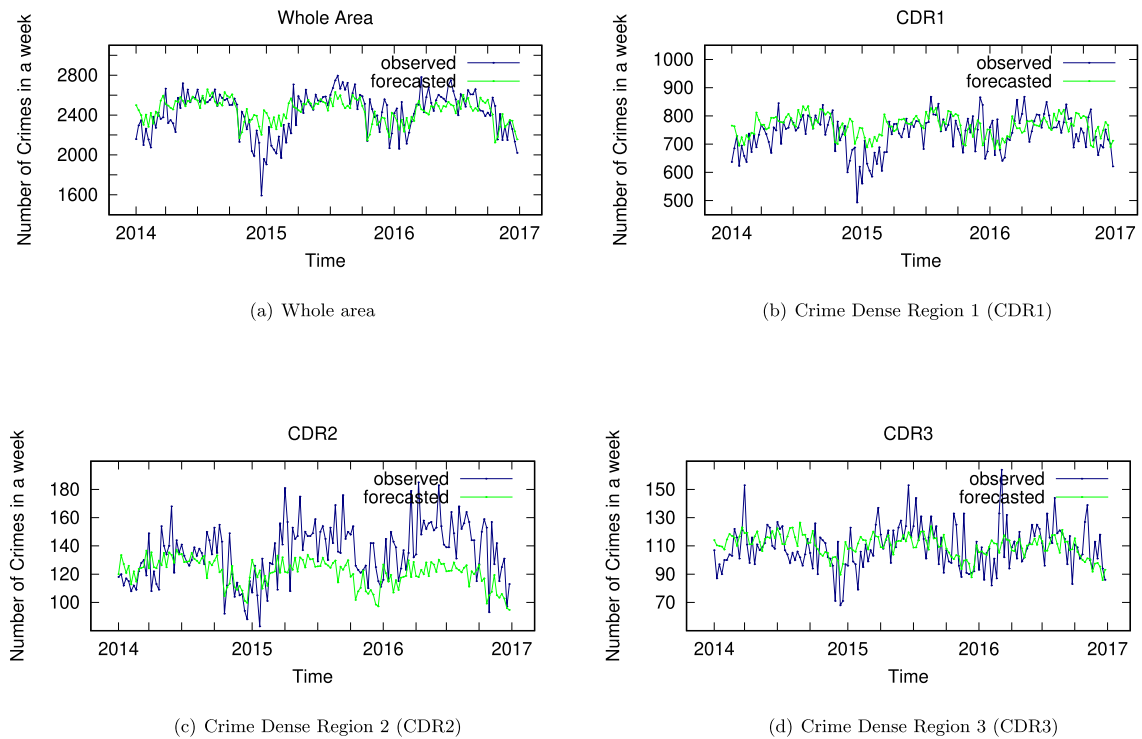 Whole Area
Number of Crimes in a week
2800
2400
2000
1600
observed
forecasted
2014 2015 2016 2017
Time
(a) Whole area
CDR1
Number of Crimes in a week
1000
900
800
700
600
500
observed
forecasted
2014 2015 2016 2017
Time
(b) Crime Dense Region 1 (CDR1)
CDR2
Number of Crimes in a week
180
160
140
120
100
observed
forecasted
2014 2015 2016 2017
Time
(c) Crime Dense Region 2 (CDR2)
CDR3
Number of Crimes in a week
150
130
110
90
70
observed
forecasted
2014 2015 2016 2017
Time
(d) Crime Dense Region 3 (CDR3)